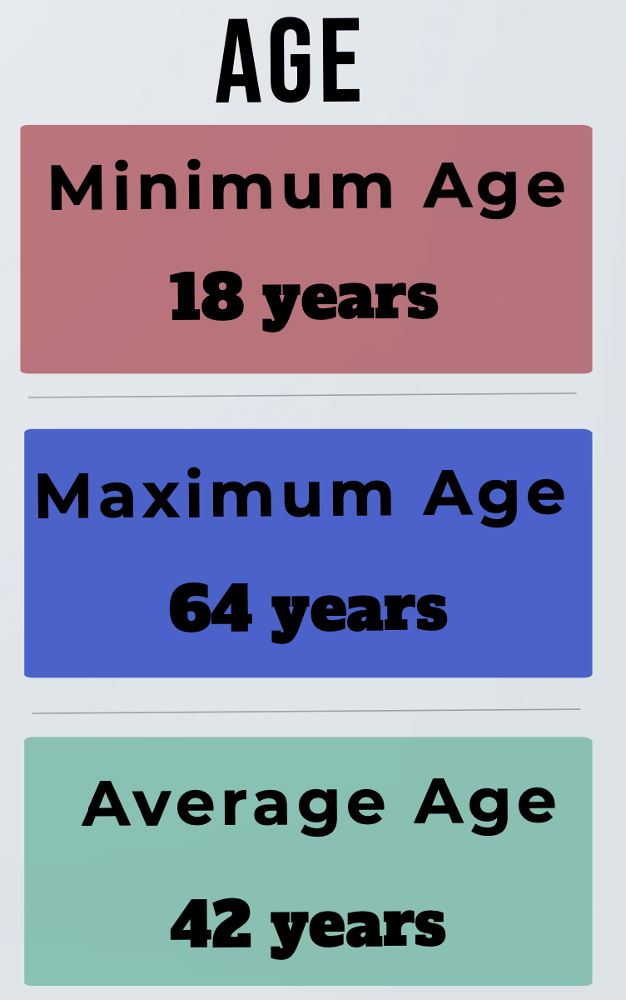 AGE
Minimum Age
18 years
Maximum Age
64 years
Average Age
42 years